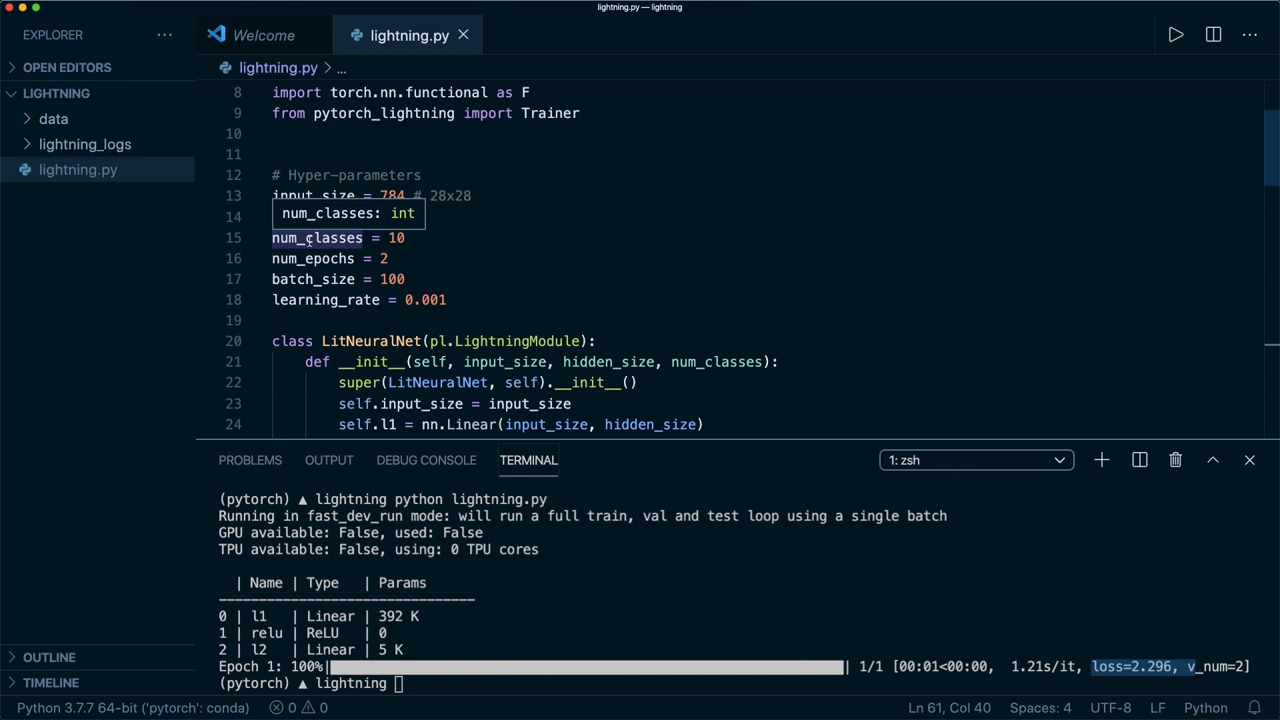 lightning.py — lightning
EXPLORER
Welcome
lightning.py
OPEN EDITORS
lightning.py > ...
LIGHTNING
data
lightning_logs
lightning.py
8 import torch.nn.functional as F
9 from pytorch_lightning import Trainer
10
11
12 # Hyper-parameters
13 input_size = 784 # 28x28
14
num_classes: int
15 num_classes = 10
16 num_epochs = 2
17 batch_size = 100
18 learning_rate = 0.001
19
20 class LitNeuralNet(pl.LightningModule):
21 def __init__(self, input_size, hidden_size, num_classes):
22 super(LitNeuralNet, self).__init__()
23 self.input_size = input_size
24 self.l1 = nn.Linear(input_size, hidden_size)
PROBLEMS OUTPUT DEBUG CONSOLE TERMINAL 1: zsh
(pytorch) ▲ lightning python lightning.py
Running in fast_dev_run mode: will run a full train, val and test loop using a single batch
GPU available: False, used: False
TPU available: False, using: 0 TPU cores
| Name | Type | Params
-------------------------------
0 | l1 | Linear | 392 K
1 | relu | ReLU | 0
2 | l2 | Linear | 5 K
Epoch 1: 100%| | 1/1 [00:01<00:00, 1.21s/it, loss=2.296, v_num=2]
(pytorch) ▲ lightning
OUTLINE
TIMELINE
Python 3.7.7 64-bit ('pytorch': conda) 0 0 Ln 61, Col 40 Spaces: 4 UTF-8 LF Python